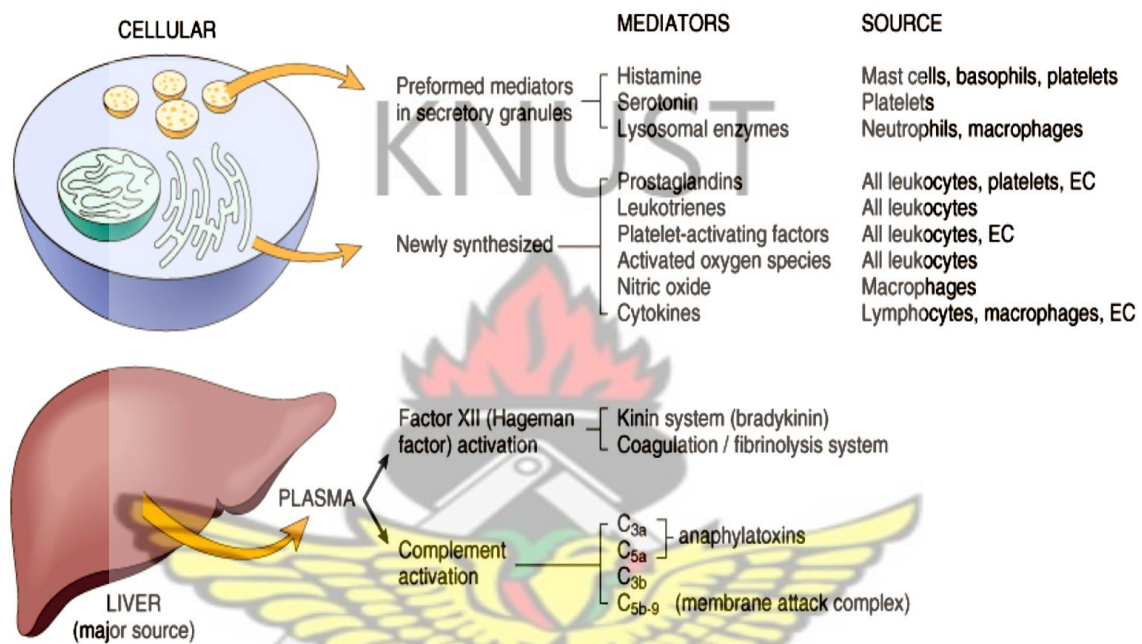 CELLULAR
MEDIATORS
SOURCE
Preformed mediators
in secretory granules
Histamine
Mast cells, basophils, platelets
Serotonin
Platelets
Lysosomal enzymes
Neutrophils, macrophages
KNUST
Newly synthesized
Prostaglandins
All leukocytes, platelets, EC
Leukotrienes
All leukocytes
Platelet-activating factors
All leukocytes, EC
Activated oxygen species
All leukocytes
Nitric oxide
Macrophages
Cytokines
Lymphocytes, macrophages, EC
LIVER
(major source)
PLASMA
Factor XII (Hageman
factor) activation
Kinin system (bradykinin)
Coagulation / fibrinolysis system
Complement
activation
C3a
C5a
anaphylatoxins
C3b
C5b-9 (membrane attack complex)